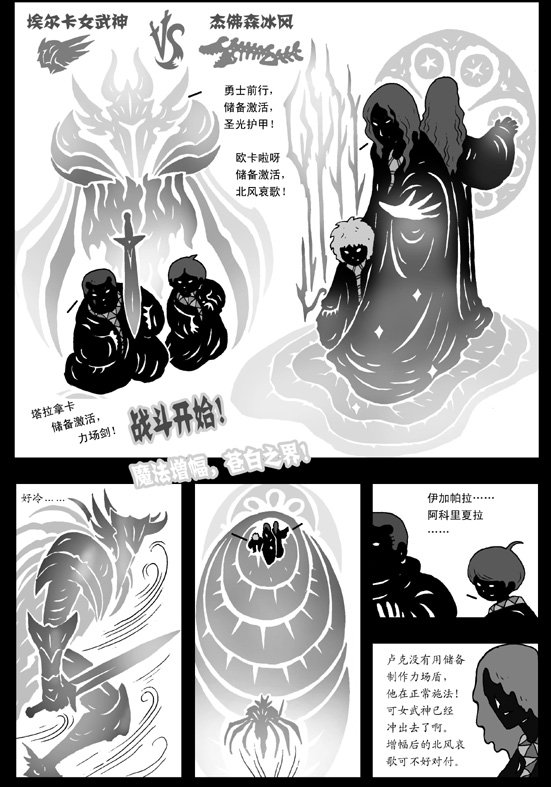 埃尔卡女武神
VS
杰佛森冰风
勇士前行，
储备激活，
圣光护甲！
欧卡啦呀
储备激活，
北风哀歌！
塔拉拿卡
储备激活，
力场剑！
战斗开始！
魔法增幅，苍白之界！
好冷……
伊加帕拉……
阿科里夏拉
……
卢克没有用储备
制作力场盾，
他在正常施法！
可女武神已经
冲出去了啊。
增幅后的北风哀
歌可不好对付。